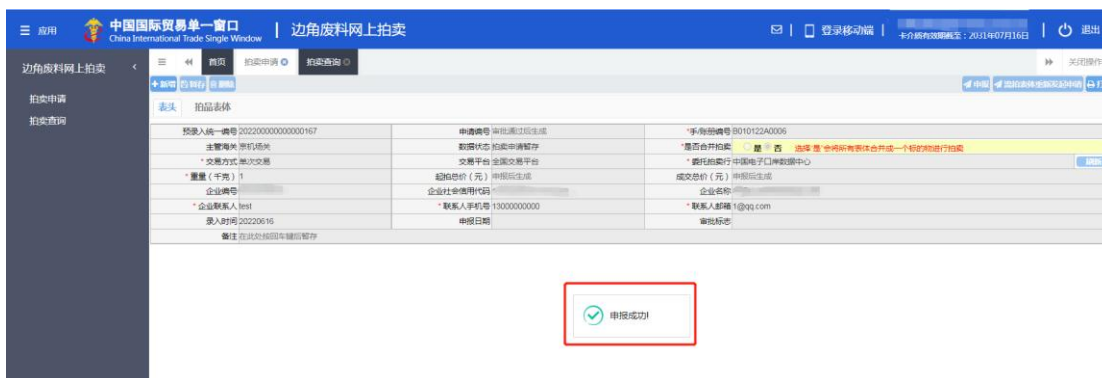 应用 中国国际贸易单一窗口 China International Trade Single Window 边角废料网上拍卖 登录移动端 卡介质有效期截至：2031年07月16日 退出
边角废料网上拍卖 首页 拍卖申请 拍卖查询 关闭操作
新增 暂存 删除 申报
拍卖申请 表头 拍品表体
拍卖查询
预录入统一编号 202200000000000167 申请编号 审批通过后生成 *手/账册编号 B010122A0006
主管海关 京机场关 数据状态 拍卖申请暂存 *是否合并拍卖 是 否 选择"是"会将所有表体合并成一个标的物进行拍卖
*交易方式 单次交易 交易平台 全国交易平台 *委托拍卖行 中国电子口岸数据中心
*重量（千克） 1 起拍总价（元） 申报后生成 成交总价（元） 申报后生成
企业编号 企业社会信用代码 企业名称
*企业联系人 test *联系人手机号 13000000000 *联系人邮箱 1@qq.com
录入时间 20220616 申报日期 审批标志
备注 在此处按回车键后暂存
申报成功!